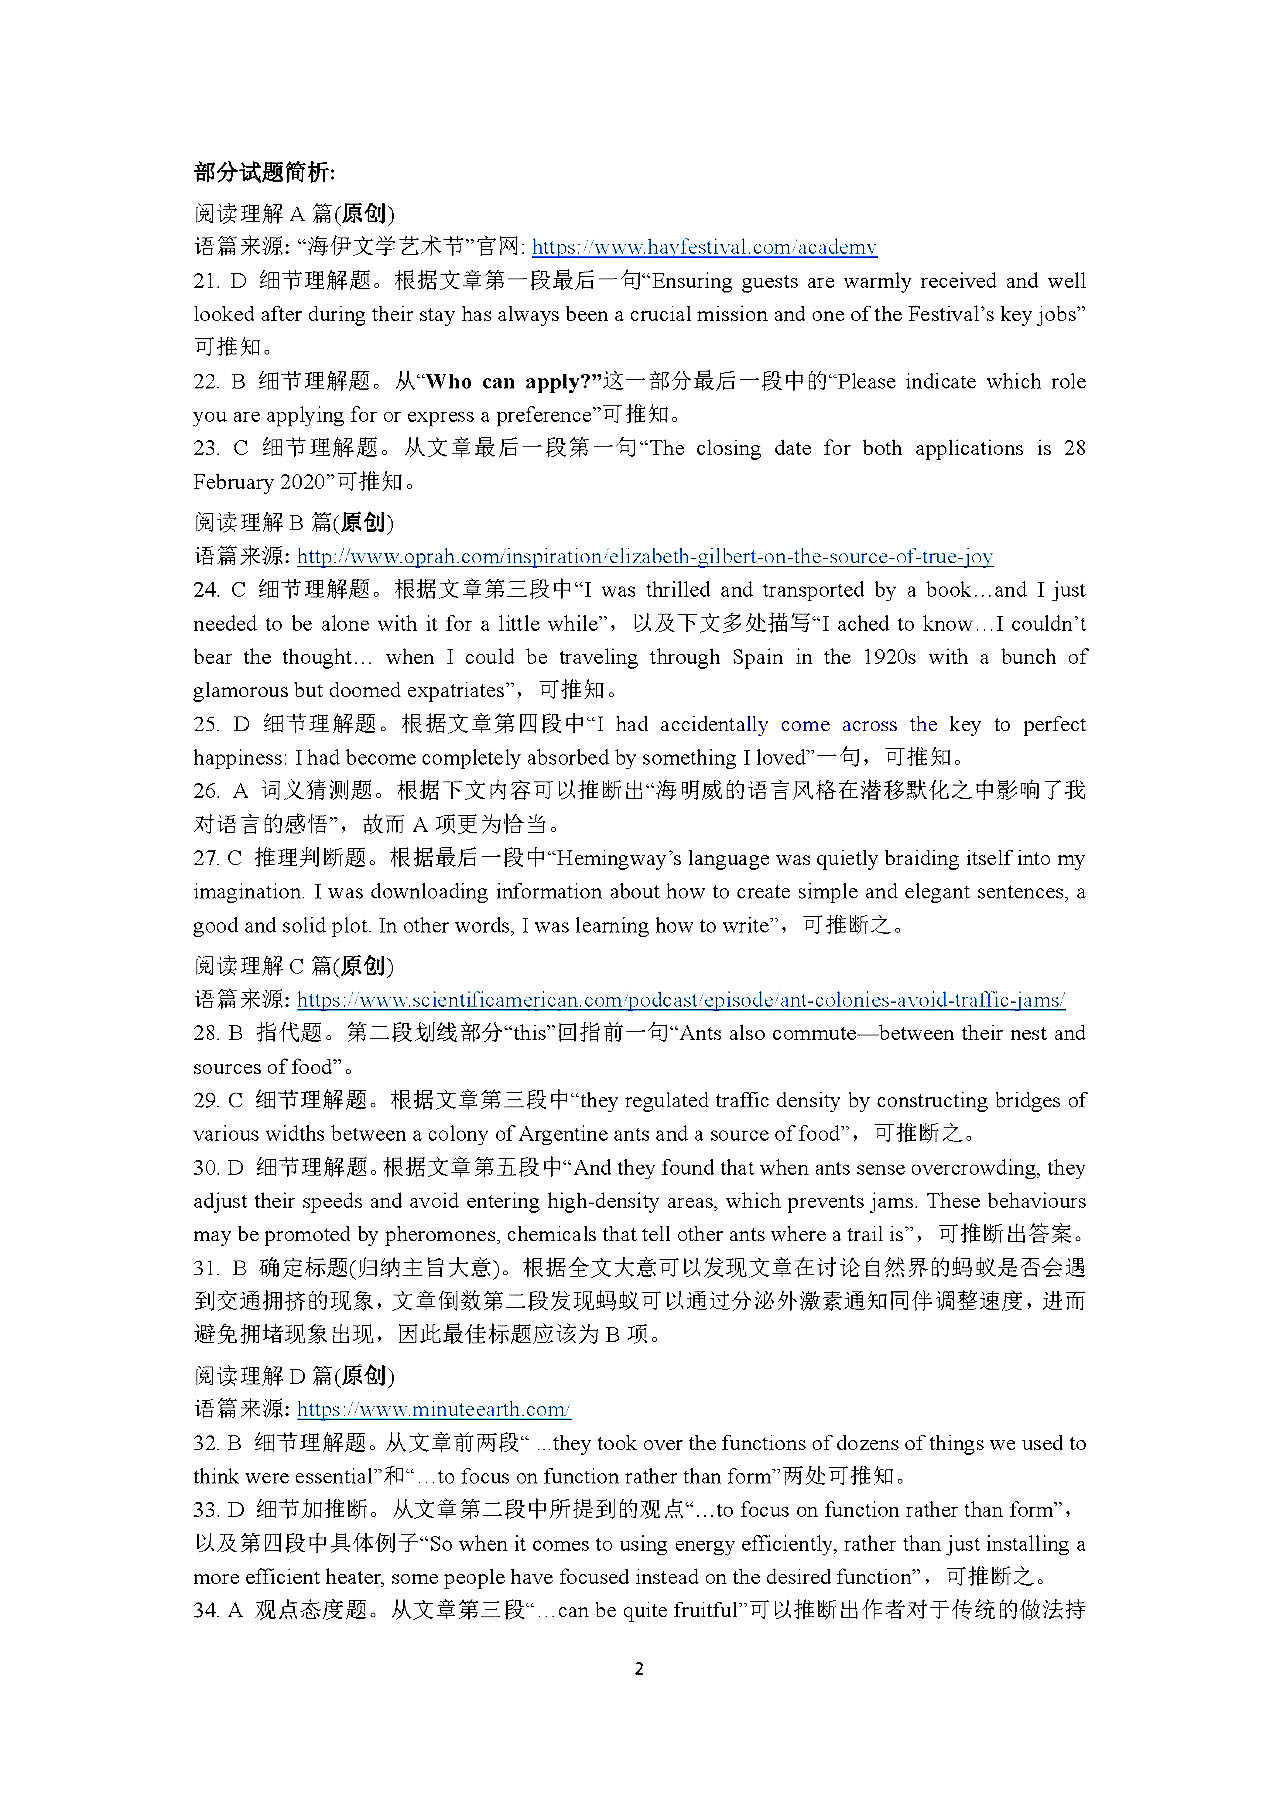 部分试题简析:
阅读理解 A 篇(原创)
语篇来源: “海伊文学艺术节”官网: https://www.hayfestival.com/academy
21. D 细节理解题。根据文章第一段最后一句“Ensuring guests are warmly received and well
looked after during their stay has always been a crucial mission and one of the Festival’s key jobs”
可推知。
22. B 细节理解题。从“Who can apply?”这一部分最后一段中的“Please indicate which role
you are applying for or express a preference”可推知。
23. C 细节理解题。从文章最后一段第一句“The closing date for both applications is 28
February 2020”可推知。
阅读理解 B 篇(原创)
语篇来源: http://www.oprah.com/inspiration/elizabeth-gilbert-on-the-source-of-true-joy
24. C 细节理解题。根据文章第三段中“I was thrilled and transported by a book…and I just
needed to be alone with it for a little while”，以及下文多处描写“I ached to know…I couldn’t
bear the thought… when I could be traveling through Spain in the 1920s with a bunch of
glamorous but doomed expatriates”，可推知。
25. D 细节理解题。根据文章第四段中“I had accidentally come across the key to perfect
happiness: I had become completely absorbed by something I loved”一句，可推知。
26. A 词义猜测题。根据下文内容可以推断出“海明威的语言风格在潜移默化之中影响了我
对语言的感悟”，故而 A 项更为恰当。
27. C 推理判断题。根据最后一段中“Hemingway’s language was quietly braiding itself into my
imagination. I was downloading information about how to create simple and elegant sentences, a
good and solid plot. In other words, I was learning how to write”，可推断之。
阅读理解 C 篇(原创)
语篇来源: https://www.scientificamerican.com/podcast/episode/ant-colonies-avoid-traffic-jams/
28. B 指代题。第二段划线部分“this”回指前一句“Ants also commute—between their nest and
sources of food”。
29. C 细节理解题。根据文章第三段中“they regulated traffic density by constructing bridges of
various widths between a colony of Argentine ants and a source of food”，可推断之。
30. D 细节理解题。根据文章第五段中“And they found that when ants sense overcrowding, they
adjust their speeds and avoid entering high-density areas, which prevents jams. These behaviours
may be promoted by pheromones, chemicals that tell other ants where a trail is”，可推断出答案。
31. B 确定标题(归纳主旨大意)。根据全文大意可以发现文章在讨论自然界的蚂蚁是否会遇
到交通拥挤的现象，文章倒数第二段发现蚂蚁可以通过分泌外激素通知同伴调整速度，进而
避免拥堵现象出现，因此最佳标题应该为 B 项。
阅读理解 D 篇(原创)
语篇来源: https://www.minuteearth.com/
32. B 细节理解题。从文章前两段“ ...they took over the functions of dozens of things we used to
think were essential”和“…to focus on function rather than form”两处可推知。
33. D 细节加推断。从文章第二段中所提到的观点“…to focus on function rather than form”，
以及第四段中具体例子“So when it comes to using energy efficiently, rather than just installing a
more efficient heater, some people have focused instead on the desired function”，可推断之。
34. A 观点态度题。从文章第三段“…can be quite fruitful”可以推断出作者对于传统的做法持
2